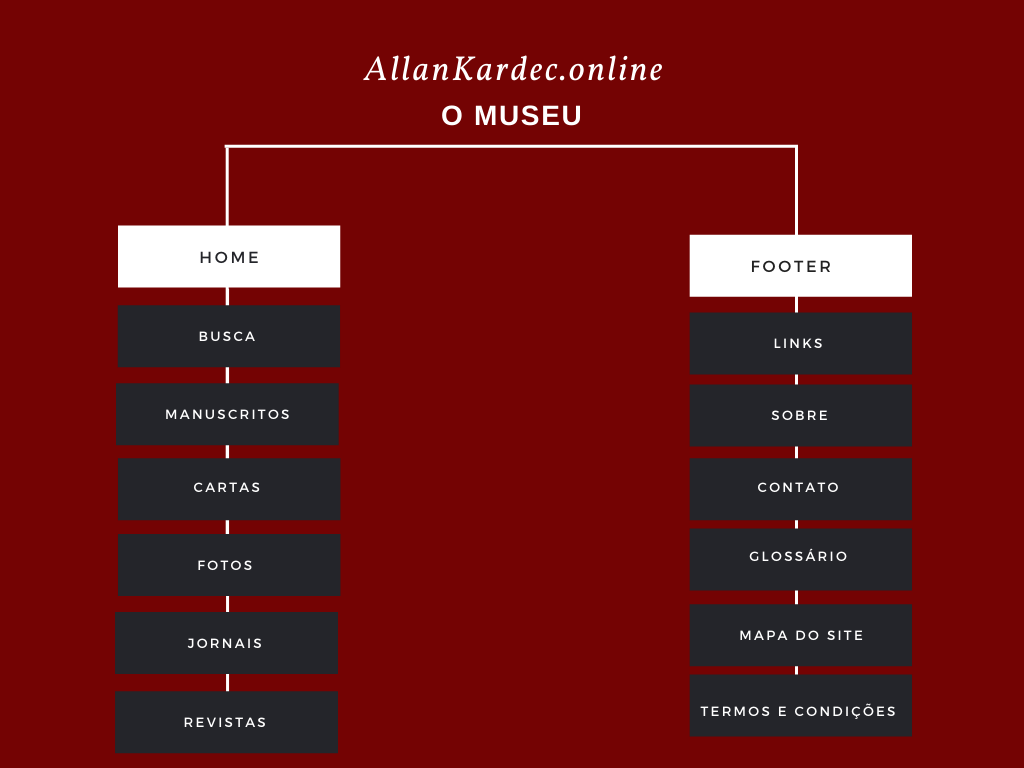 AllanKardec.online
O MUSEU
HOME
BUSCA
MANUSCRITOS
CARTAS
FOTOS
JORNAIS
REVISTAS
FOOTER
LINKS
SOBRE
CONTATO
GLOSSÁRIO
MAPA DO SITE
TERMOS E CONDIÇÕES